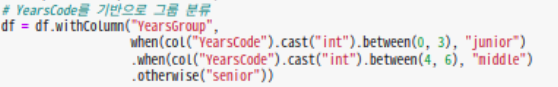 # YearsCode를 기반으로 그룹 분류
df = df.withColumn("YearsGroup",
when(col("YearsCode").cast("int").between(0, 3), "junior")
.when(col("YearsCode").cast("int").between(4, 6), "middle")
.otherwise("senior"))